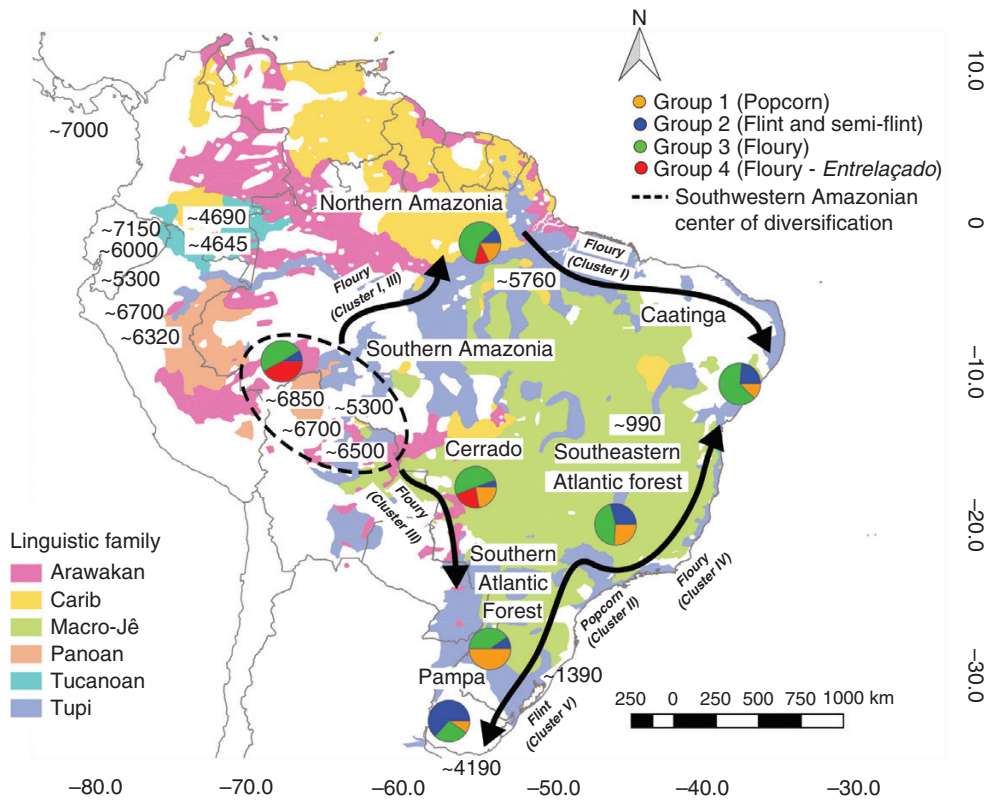 N
10.0
0
−10.0
−20.0
−30.0
Group 1 (Popcorn)
Group 2 (Flint and semi-flint)
Group 3 (Floury)
Group 4 (Floury - Entrelaçado)
Southwestern Amazonian
center of diversification
~7000
~4690
~4645
~7150
~6000
~5300
~6700
~6320
Northern Amazonia
Floury
(Cluster I, III)
Floury
(Cluster I)
~5760
Caatinga
Southern Amazonia
~6850
~5300
~6700
~6500
~990
Cerrado
Southeastern
Atlantic forest
Floury
(Cluster III)
Southern
Atlantic
Forest
Popcorn
(Cluster II)
Floury
(Cluster IV)
Pampa
~1390
Flint
(Cluster V)
~4190
Linguistic family
Arawakan
Carib
Macro-Jê
Panoan
Tucanoan
Tupi
250 0 250 500 750 1000 km
−80.0 −70.0 −60.0 −50.0 −40.0 −30.0